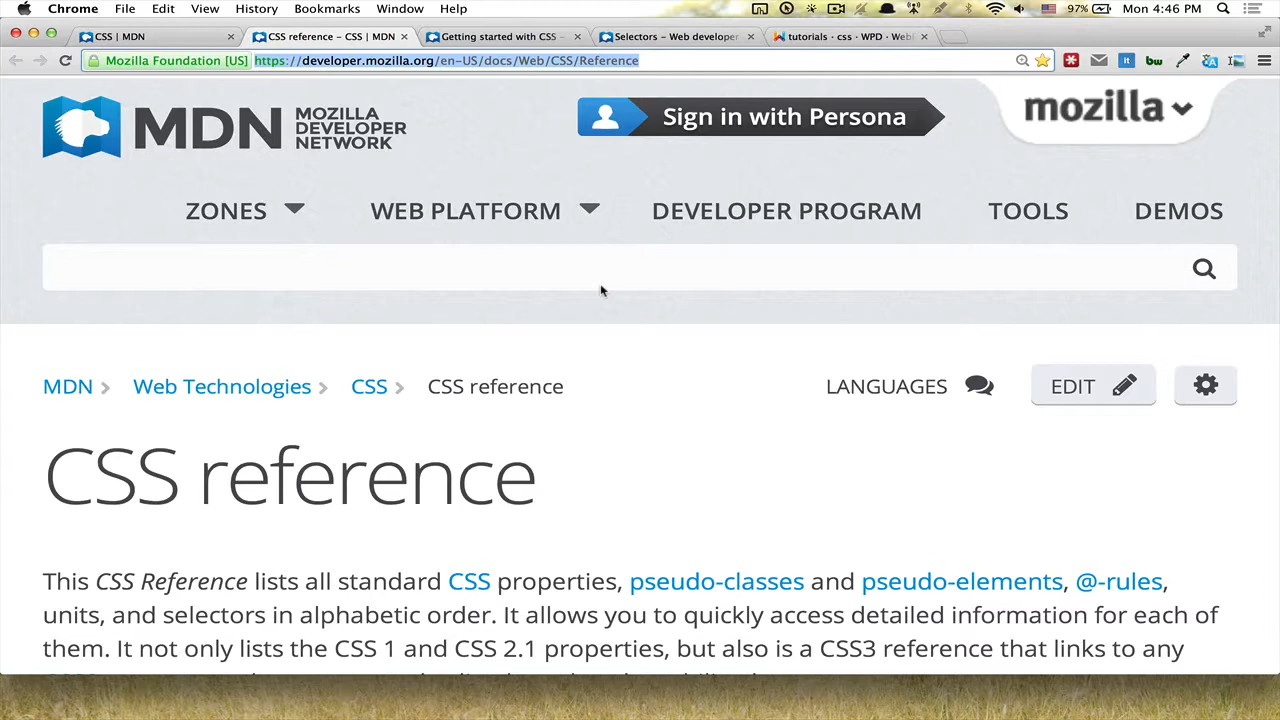 Chrome File Edit View History Bookmarks Window Help 97% Mon 4:46 PM
CSS | MDN
CSS reference – CSS | MDN
Getting started with CSS –
Selectors – Web developer
tutorials · css · WPD · Web
Mozilla Foundation [US] https://developer.mozilla.org/en-US/docs/Web/CSS/Reference
MDN MOZILLA DEVELOPER NETWORK
Sign in with Persona
mozilla
ZONES WEB PLATFORM DEVELOPER PROGRAM TOOLS DEMOS
MDN Web Technologies CSS CSS reference LANGUAGES EDIT
CSS reference
This CSS Reference lists all standard CSS properties, pseudo-classes and pseudo-elements, @-rules,
units, and selectors in alphabetic order. It allows you to quickly access detailed information for each of
them. It not only lists the CSS 1 and CSS 2.1 properties, but also is a CSS3 reference that links to any